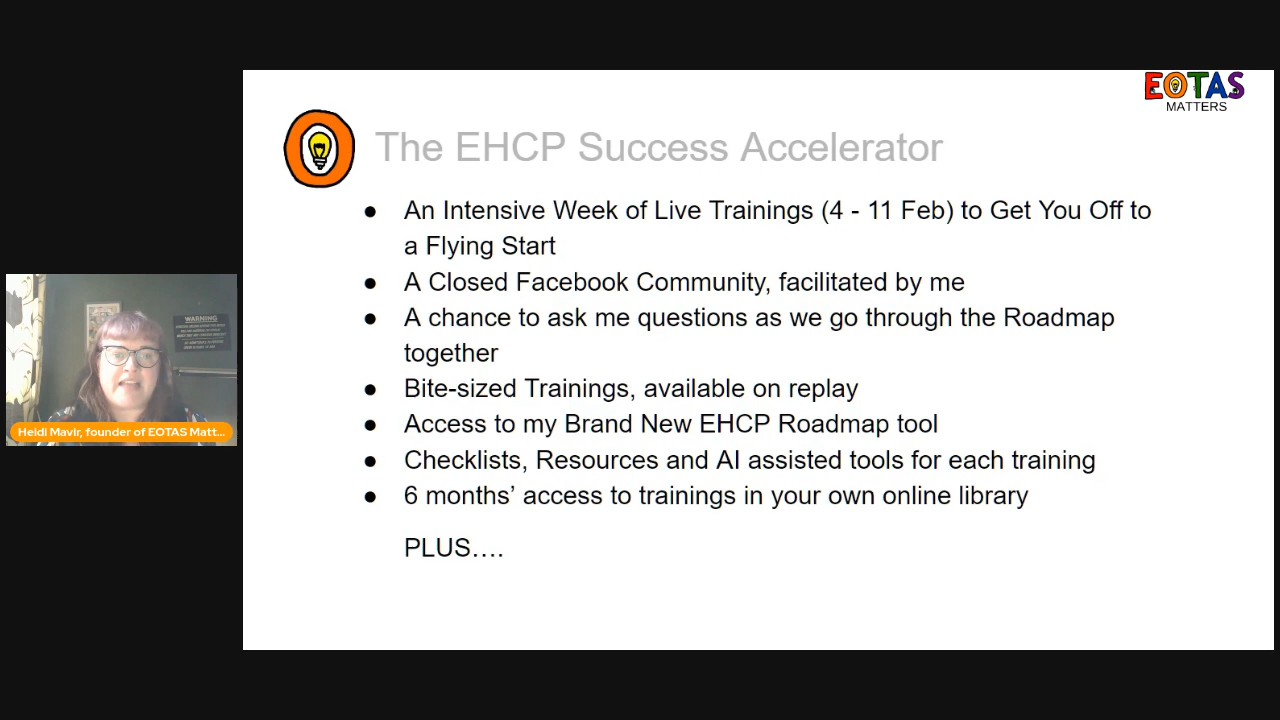 EOTAS
MATTERS
The EHCP Success Accelerator
● An Intensive Week of Live Trainings (4 - 11 Feb) to Get You Off to
a Flying Start
● A Closed Facebook Community, facilitated by me
● A chance to ask me questions as we go through the Roadmap
together
● Bite-sized Trainings, available on replay
● Access to my Brand New EHCP Roadmap tool
● Checklists, Resources and AI assisted tools for each training
● 6 months’ access to trainings in your own online library
PLUS….
WARNING
Heidi Mavir, founder of EOTAS Matt...